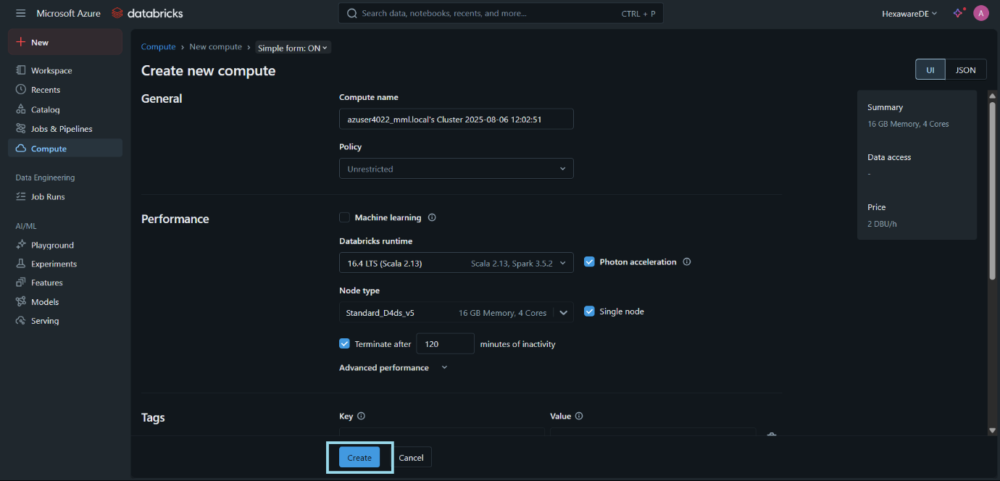 Microsoft Azure databricks
Search data, notebooks, recents, and more... CTRL + P
HexawareDE
A
New
Workspace
Recents
Catalog
Jobs & Pipelines
Compute
Data Engineering
Job Runs
AI/ML
Playground
Experiments
Features
Models
Serving
Compute › New compute › Simple form: ON
Create new compute
UI JSON
General
Compute name
azuser4022_mml.local's Cluster 2025-08-06 12:02:51
Policy
Unrestricted
Performance
Machine learning
Databricks runtime
16.4 LTS (Scala 2.13) Scala 2.13, Spark 3.5.2
Photon acceleration
Node type
Standard_D4ds_v5 16 GB Memory, 4 Cores
Single node
Terminate after 120 minutes of inactivity
Advanced performance
Tags
Key Value
Create Cancel
Summary
16 GB Memory, 4 Cores
Data access
-
Price
2 DBU/h